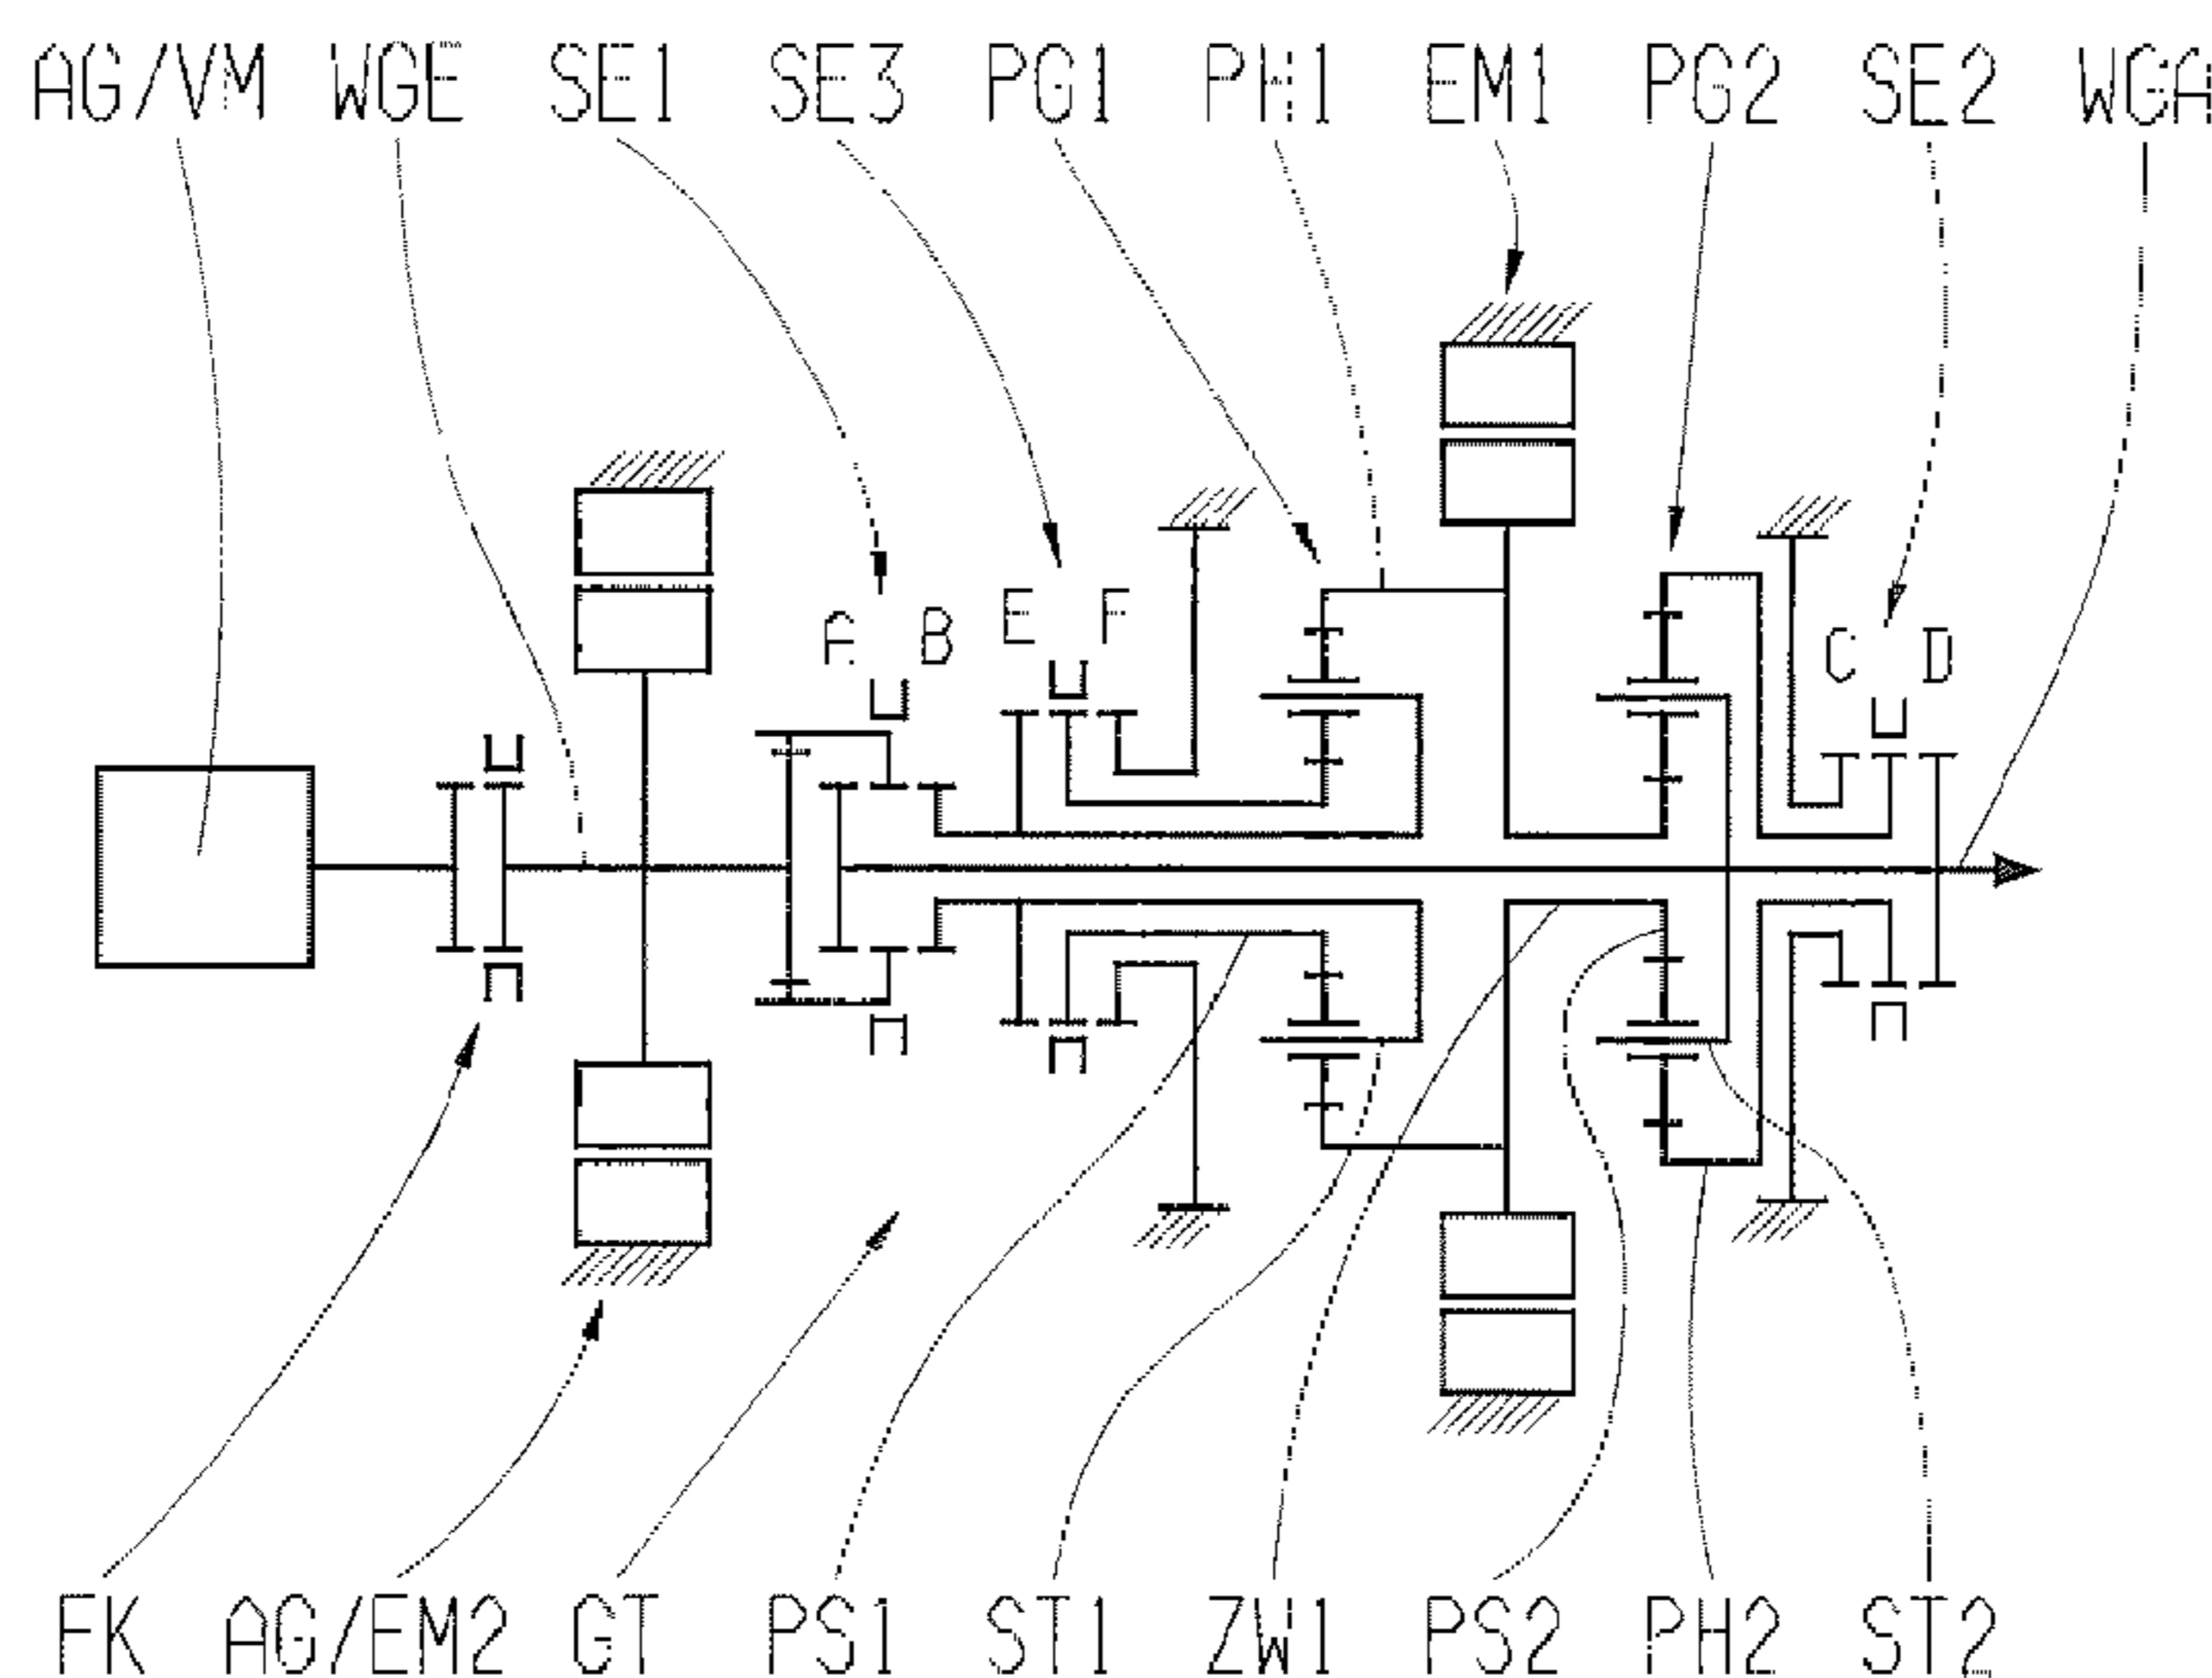 AG/VM WGE SE1 SE3 PG1 PH1 EM1 PG2 SE2 WGA
E F
A B
C D
FK AG/EM2 GT PS1 ST1 ZW1 PS2 PH2 ST2